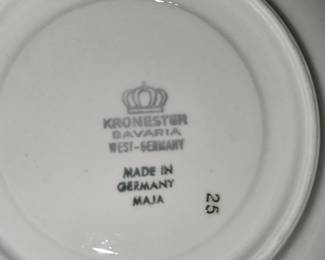 KRONESTER
BAVARIA
WEST-GERMANY
MADE IN
GERMANY
MAJA
25